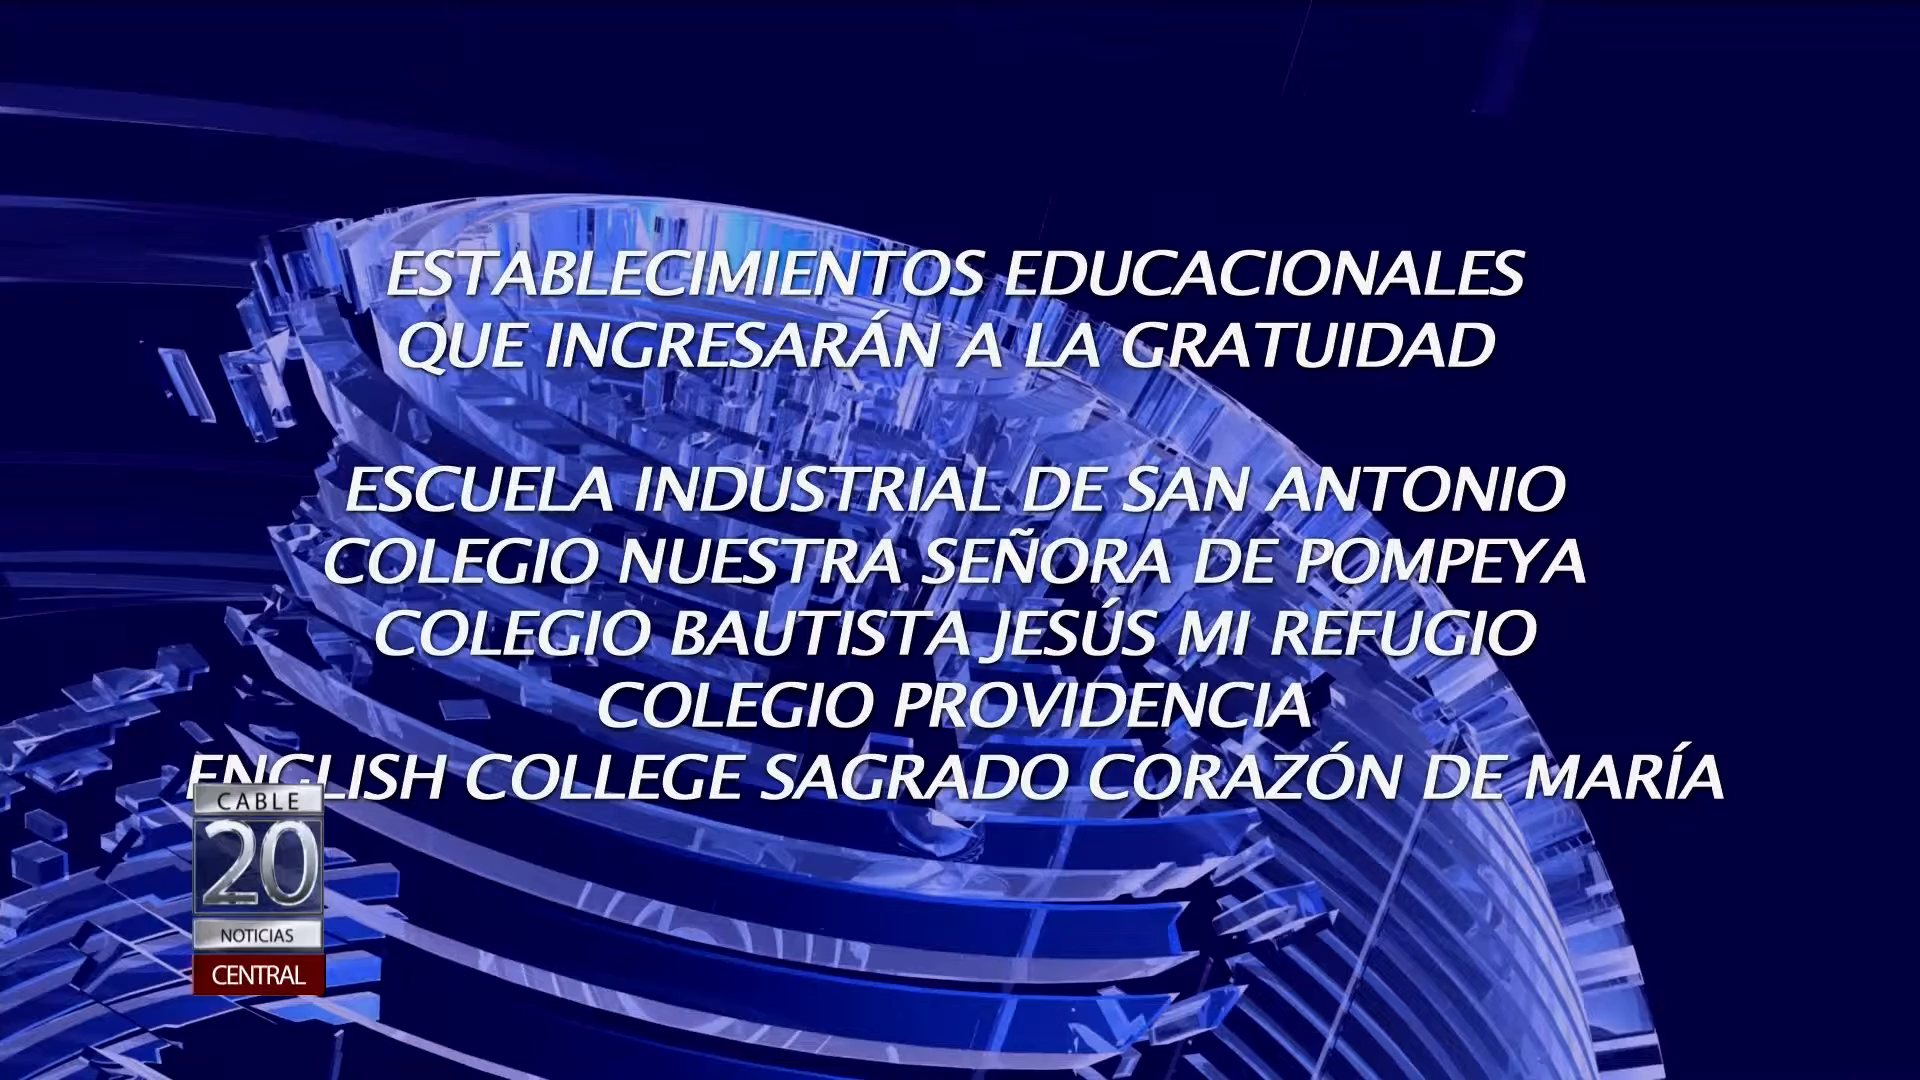 ESTABLECIMIENTOS EDUCACIONALES
QUE INGRESARÁN A LA GRATUIDAD
ESCUELA INDUSTRIAL DE SAN ANTONIO
COLEGIO NUESTRA SEÑORA DE POMPEYA
COLEGIO BAUTISTA JESÚS MI REFUGIO
COLEGIO PROVIDENCIA
ENGLISH COLLEGE SAGRADO CORAZÓN DE MARÍA
CABLE
20
NOTICIAS
CENTRAL